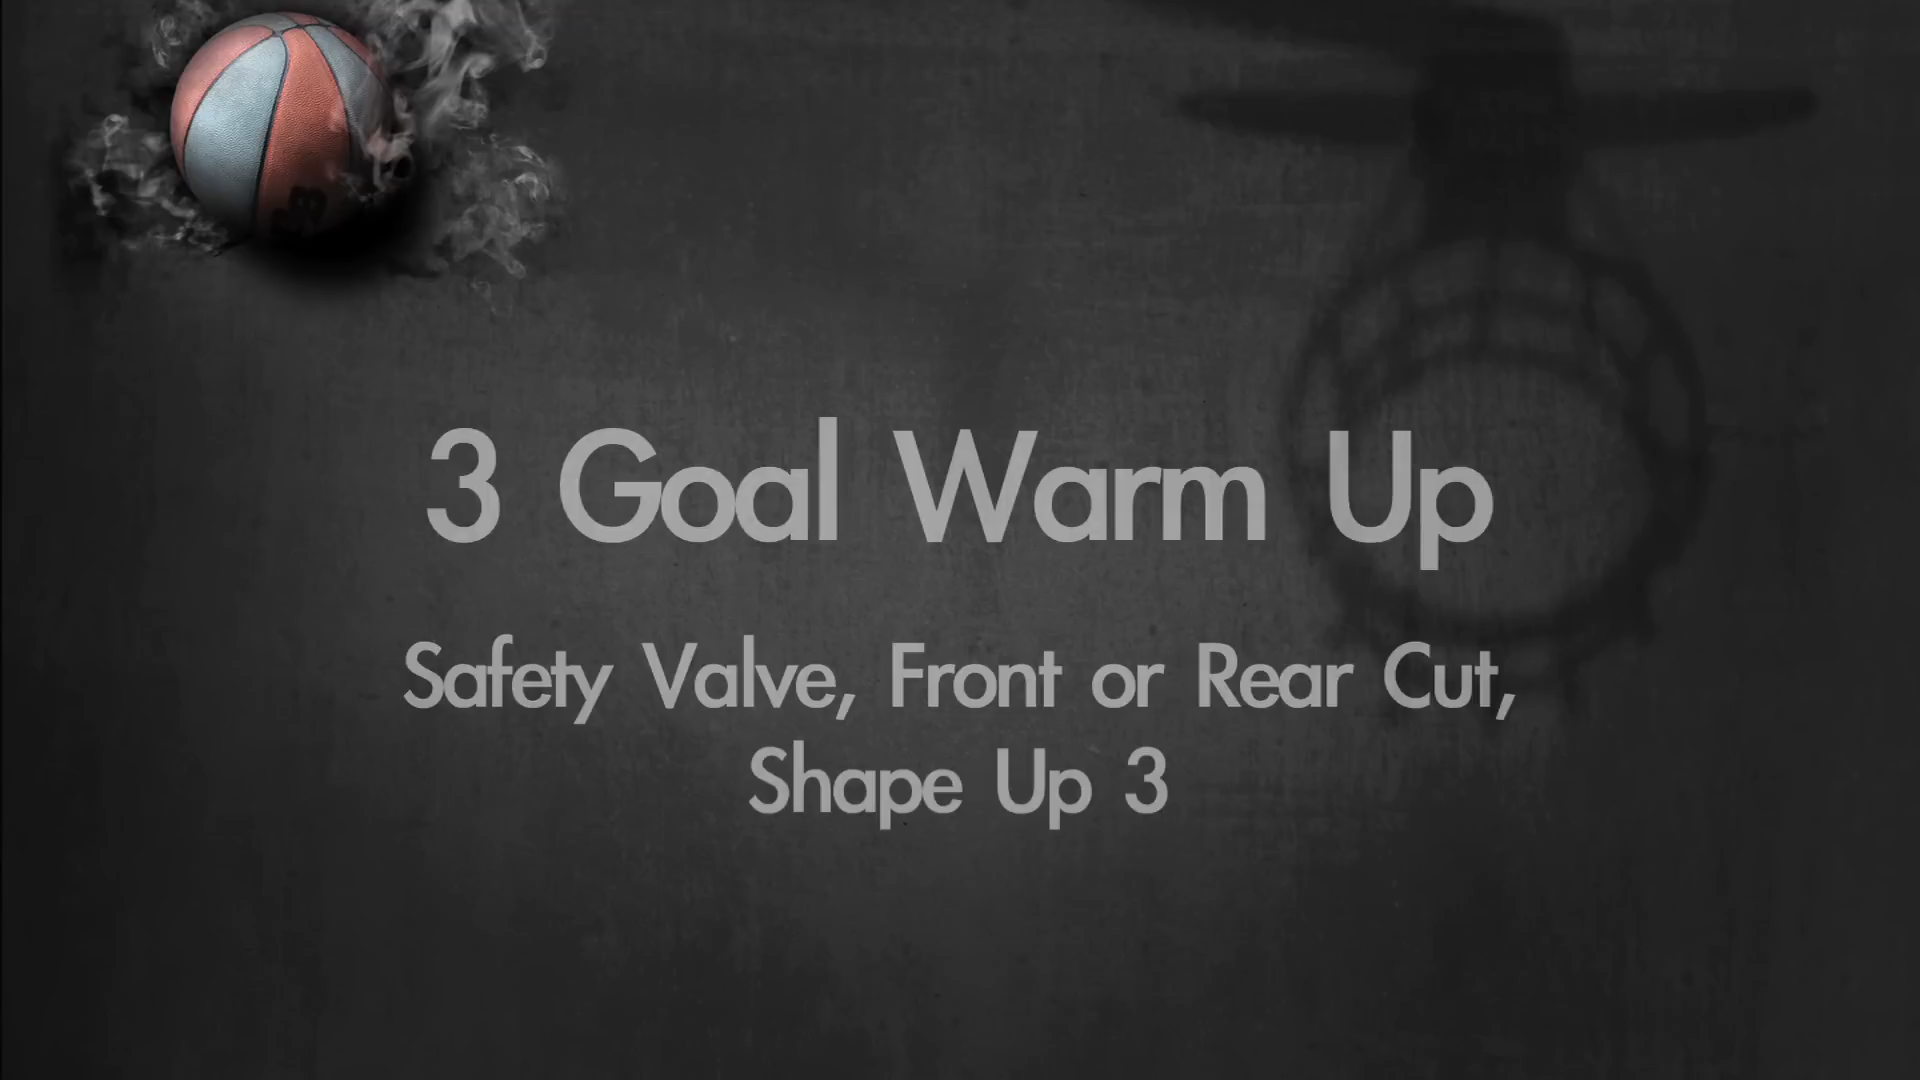 3 Goal Warm Up
Safety Valve, Front or Rear Cut,
Shape Up 3